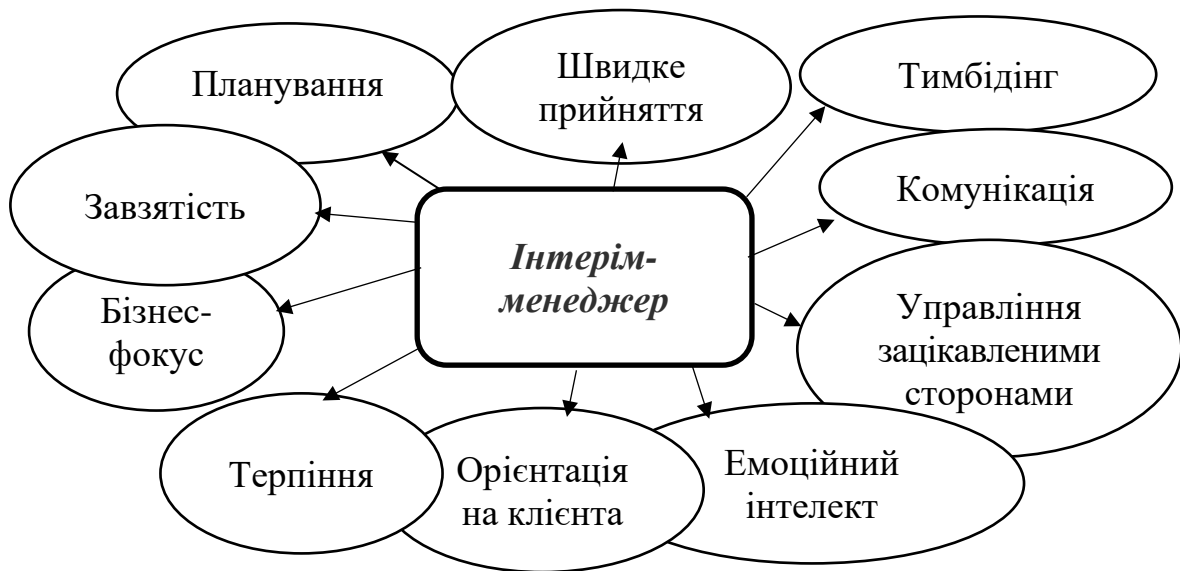 Планування
Швидке
прийняття
Тимбідінг
Завзятість
Комунікація
Інтерім-
менеджер
Бізнес-
фокус
Управління
зацікавленими
сторонами
Терпіння
Орієнтація
на клієнта
Емоційний
інтелект